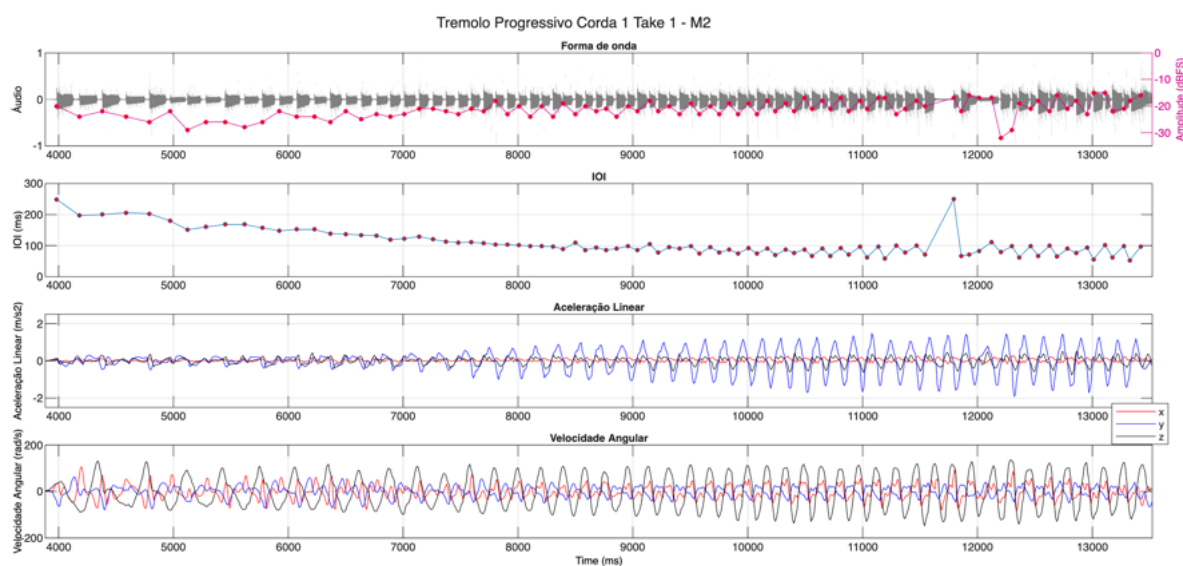 Tremolo Progressivo Corda 1 Take 1 - M2
Forma de onda
Áudio
1
0
-1
0
-10
-20
-30
Amplitude (dBFS)
4000 5000 6000 7000 8000 9000 10000 11000 12000 13000
IOI
IOI (ms)
300
200
100
0
4000 5000 6000 7000 8000 9000 10000 11000 12000 13000
Aceleração Linear
Aceleração Linear (m/s2)
2
0
-2
4000 5000 6000 7000 8000 9000 10000 11000 12000 13000
x
y
z
Velocidade Angular
Velocidade Angular (rad/s)
200
0
-200
4000 5000 6000 7000 8000 9000 10000 11000 12000 13000
Time (ms)